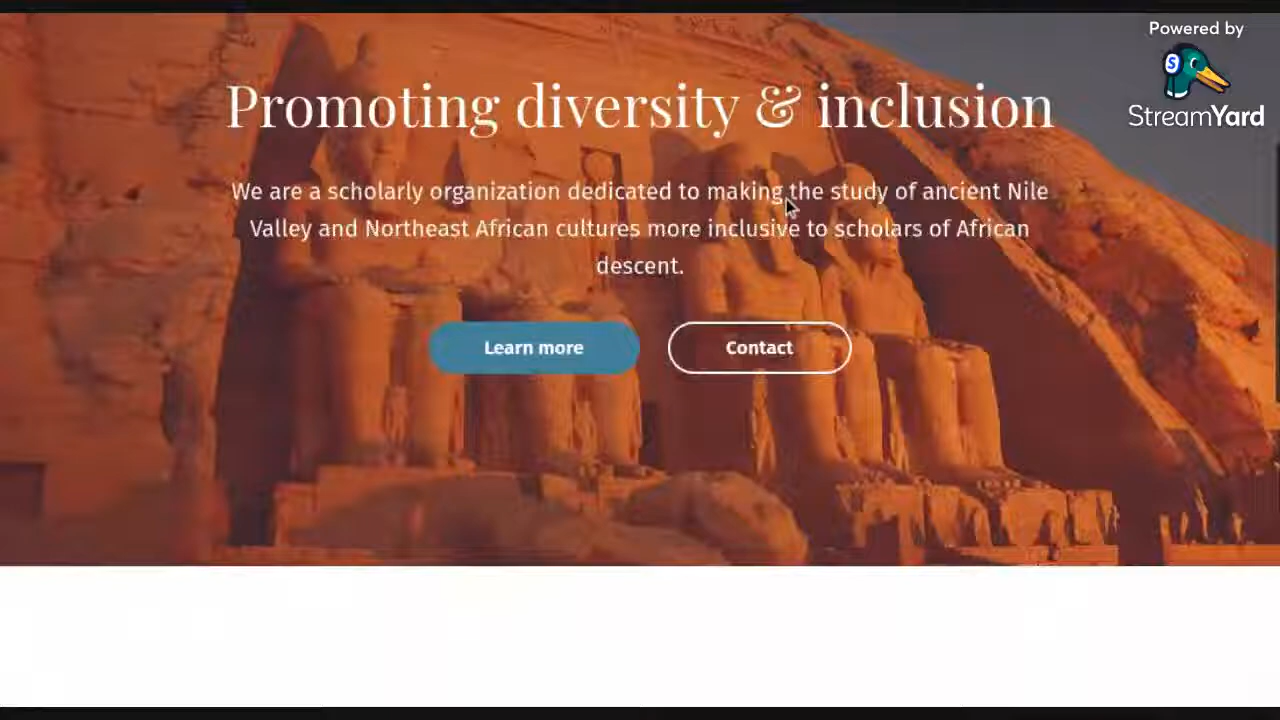 Powered by
StreamYard
Promoting diversity & inclusion
We are a scholarly organization dedicated to making the study of ancient Nile
Valley and Northeast African cultures more inclusive to scholars of African
descent.
Learn more
Contact